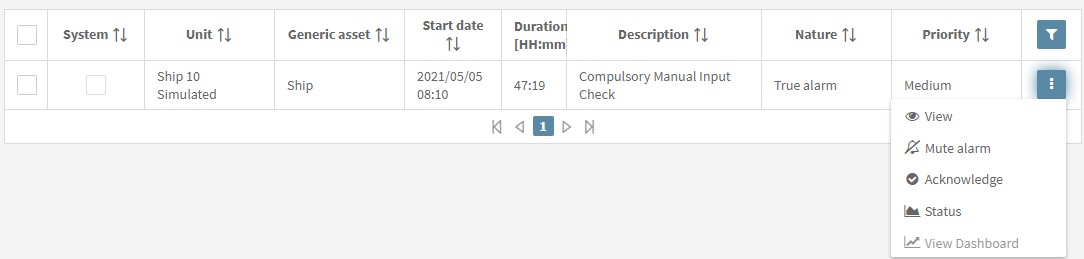 System Unit Generic asset Start date Duration [HH:mm] Description Nature Priority
Ship 10 Simulated Ship 2021/05/05 08:10 47:19 Compulsory Manual Input Check True alarm Medium
1
View
Mute alarm
Acknowledge
Status
View Dashboard